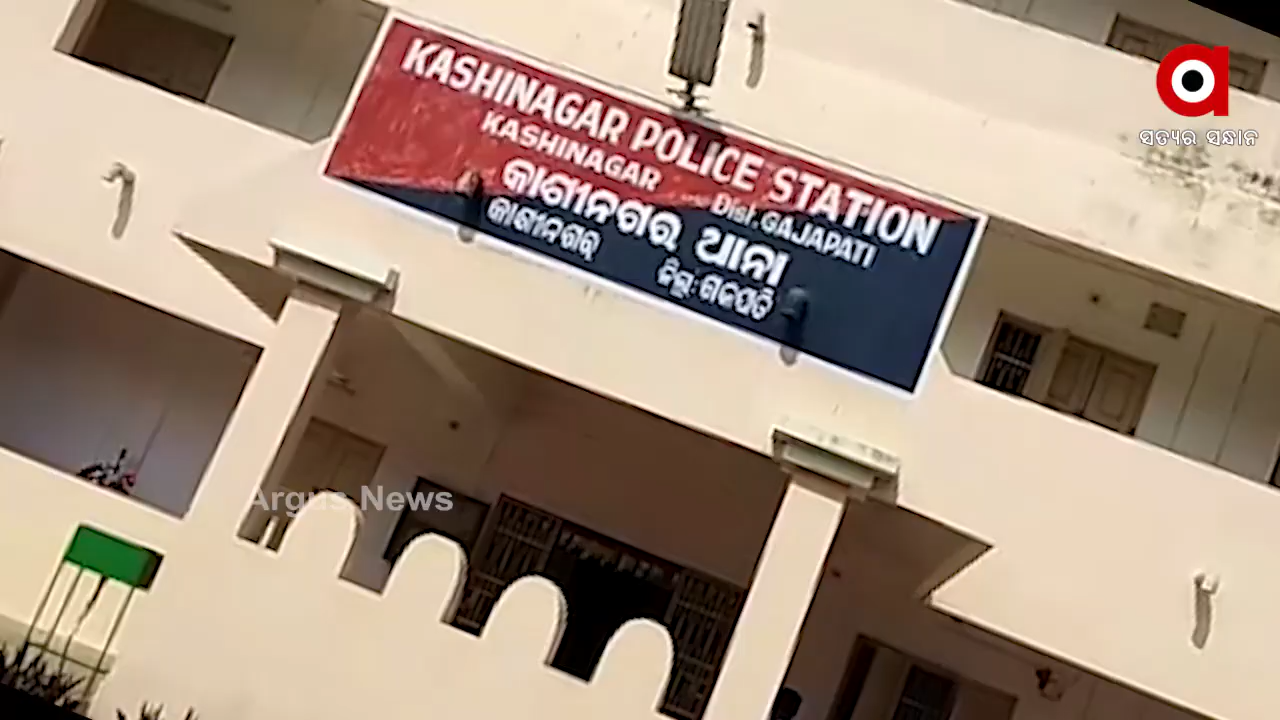 KASHINAGAR POLICE STATION
KASHINAGAR Dist. GAJAPATI
କାଶୀନଗର ଥାନା
କାଶୀନଗର ଜିଲ୍ଲା: ଗଜପତି
a
ସତ୍ୟର ସନ୍ଧାନ
Argus News